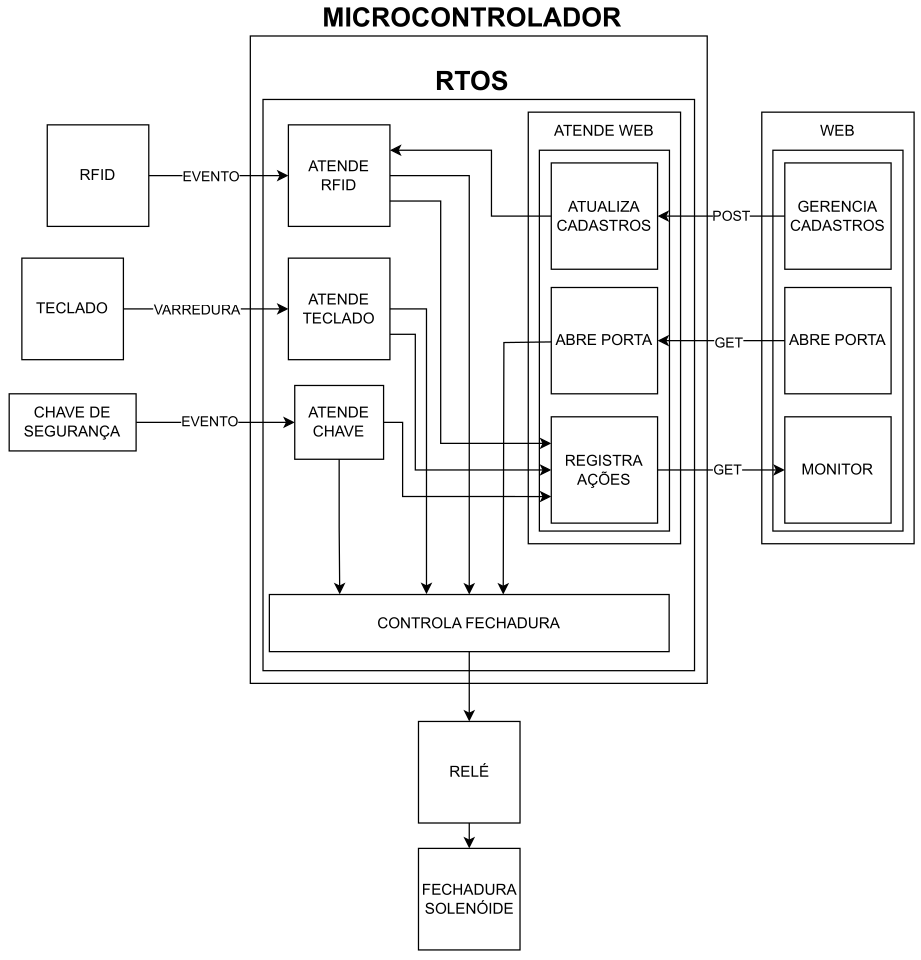 MICROCONTROLADOR
RTOS
ATENDE WEB
WEB
RFID
EVENTO
ATENDE
RFID
ATUALIZA
CADASTROS
POST
GERENCIA
CADASTROS
TECLADO
VARREDURA
ATENDE
TECLADO
ABRE PORTA
GET
ABRE PORTA
CHAVE DE
SEGURANÇA
EVENTO
ATENDE
CHAVE
REGISTRA
AÇÕES
GET
MONITOR
CONTROLA FECHADURA
RELÉ
FECHADURA
SOLENÓIDE